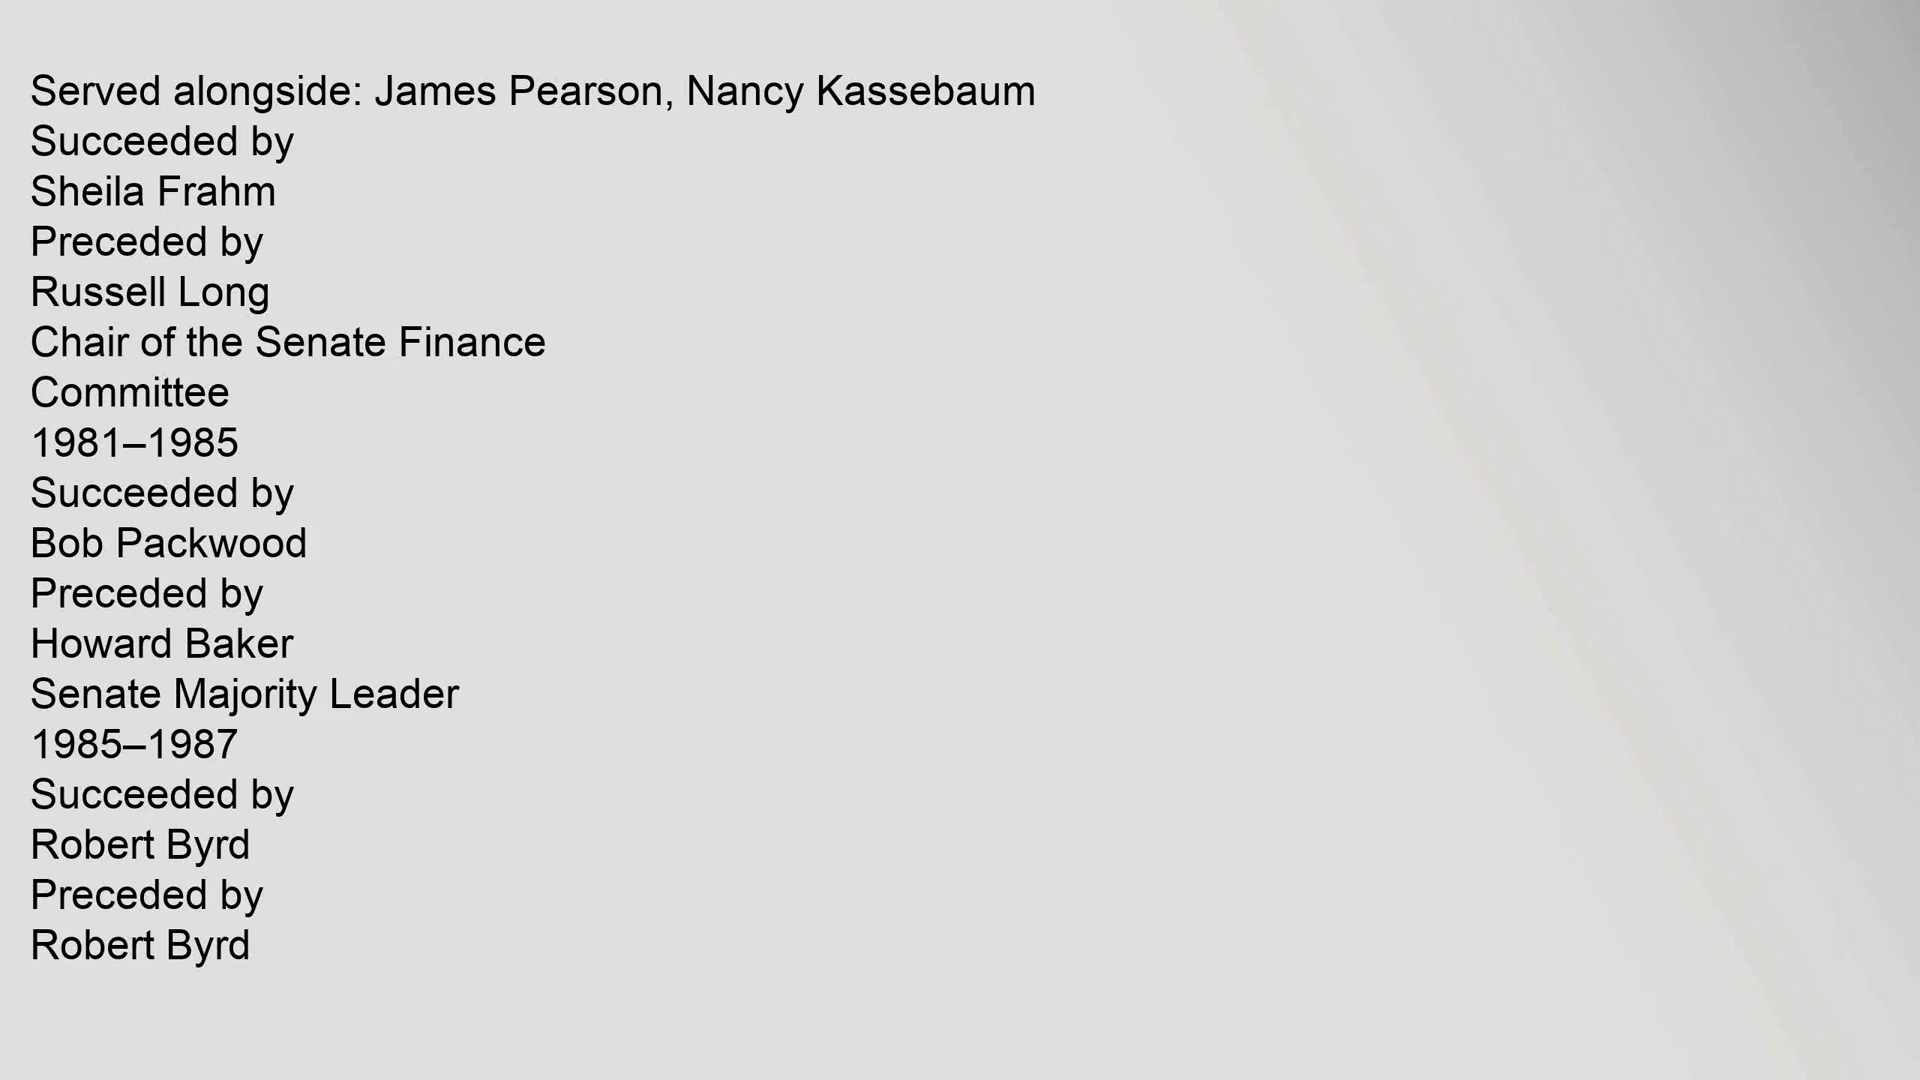 Served alongside: James Pearson, Nancy Kassebaum
Succeeded by
Sheila Frahm
Preceded by
Russell Long
Chair of the Senate Finance
Committee
1981–1985
Succeeded by
Bob Packwood
Preceded by
Howard Baker
Senate Majority Leader
1985–1987
Succeeded by
Robert Byrd
Preceded by
Robert Byrd